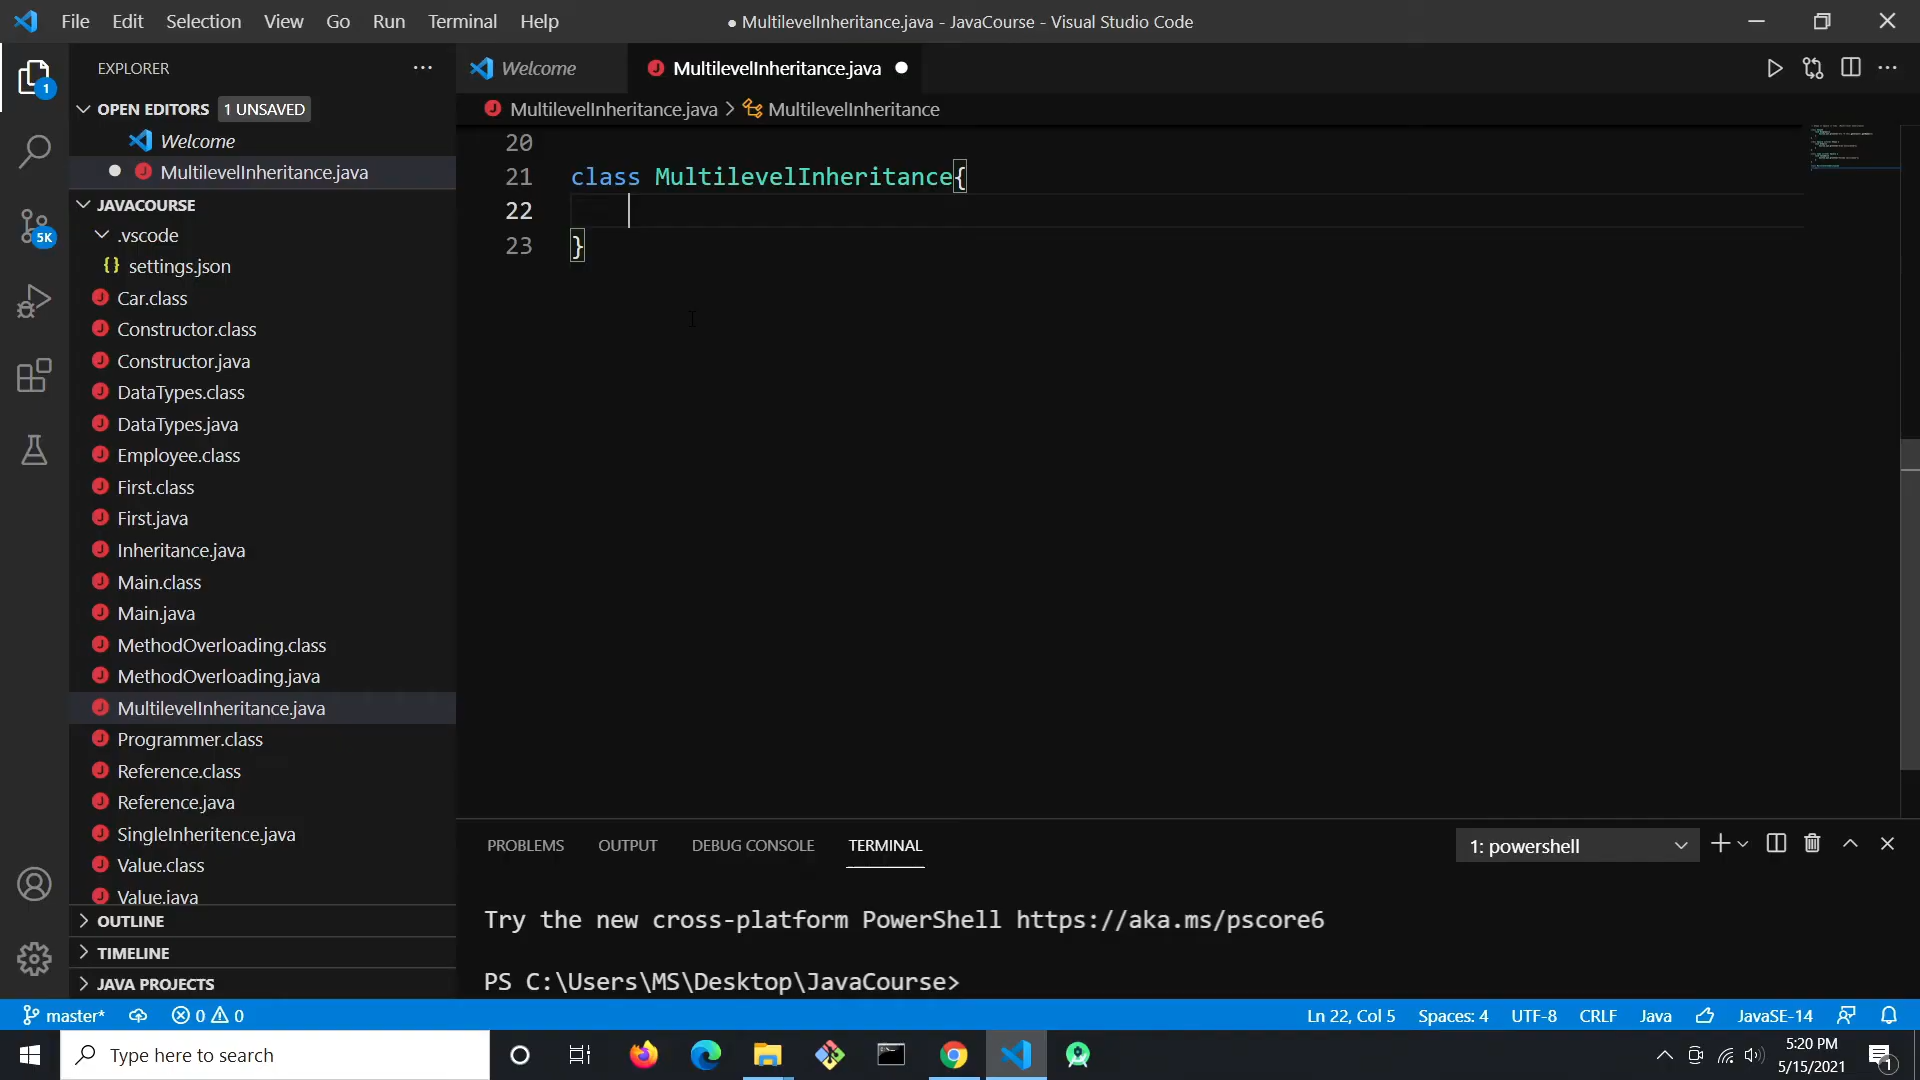 File Edit Selection View Go Run Terminal Help
● MultilevelInheritance.java - JavaCourse - Visual Studio Code
EXPLORER
Welcome
MultilevelInheritance.java
1
OPEN EDITORS 1 UNSAVED
MultilevelInheritance.java > MultilevelInheritance
Welcome
MultilevelInheritance.java
JAVACOURSE
.vscode
{} settings.json
5K
Car.class
Constructor.class
Constructor.java
DataTypes.class
DataTypes.java
Employee.class
First.class
First.java
Inheritance.java
Main.class
Main.java
MethodOverloading.class
MethodOverloading.java
MultilevelInheritance.java
Programmer.class
Reference.class
Reference.java
SingleInheritence.java
Value.class
Value.java
OUTLINE
TIMELINE
JAVA PROJECTS
20
21 class MultilevelInheritance{
22
23 }
PROBLEMS OUTPUT DEBUG CONSOLE TERMINAL
1: powershell
Try the new cross-platform PowerShell https://aka.ms/pscore6
PS C:\Users\MS\Desktop\JavaCourse>
master* 0 0
Ln 22, Col 5 Spaces: 4 UTF-8 CRLF Java JavaSE-14
Type here to search
5:20 PM
5/15/2021
1